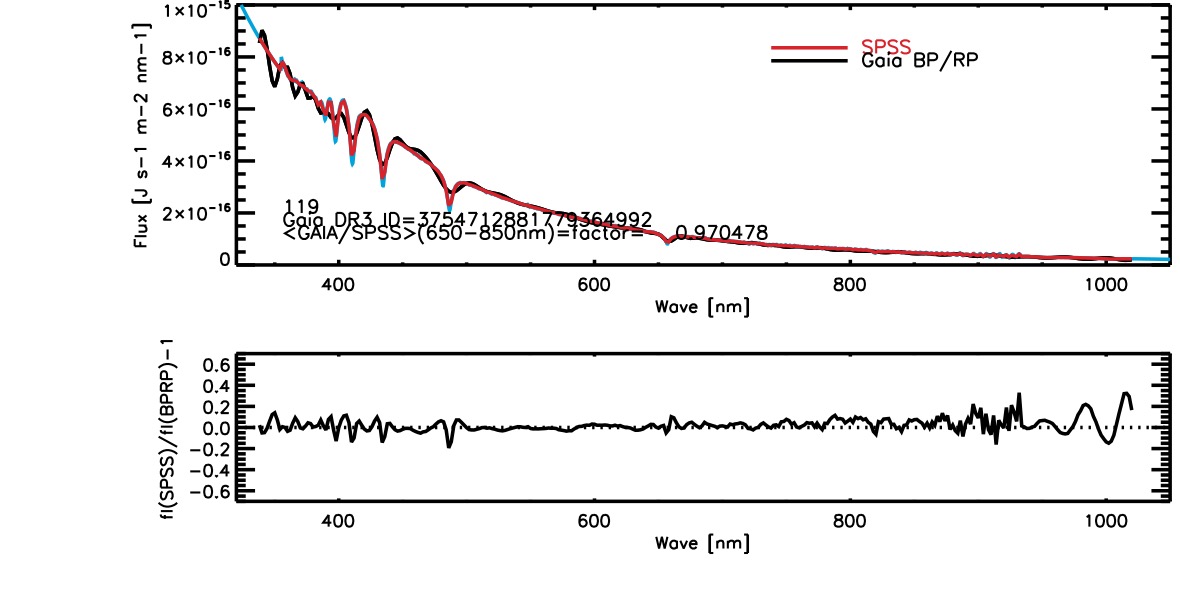 1×10−15
8×10−16
6×10−16
4×10−16
2×10−16
0
Flux [J s−1 m−2 nm−1]
SPSS
Gaia BP/RP
119
Gaia DR3 ID=3754712881779364992
<GAIA/SPSS>(650−850nm)=factor= 0.970478
400 600 800 1000
Wave [nm]
fl(SPSS)/fl(BPRP)−1
0.6
0.4
0.2
0.0
−0.2
−0.4
−0.6
400 600 800 1000
Wave [nm]